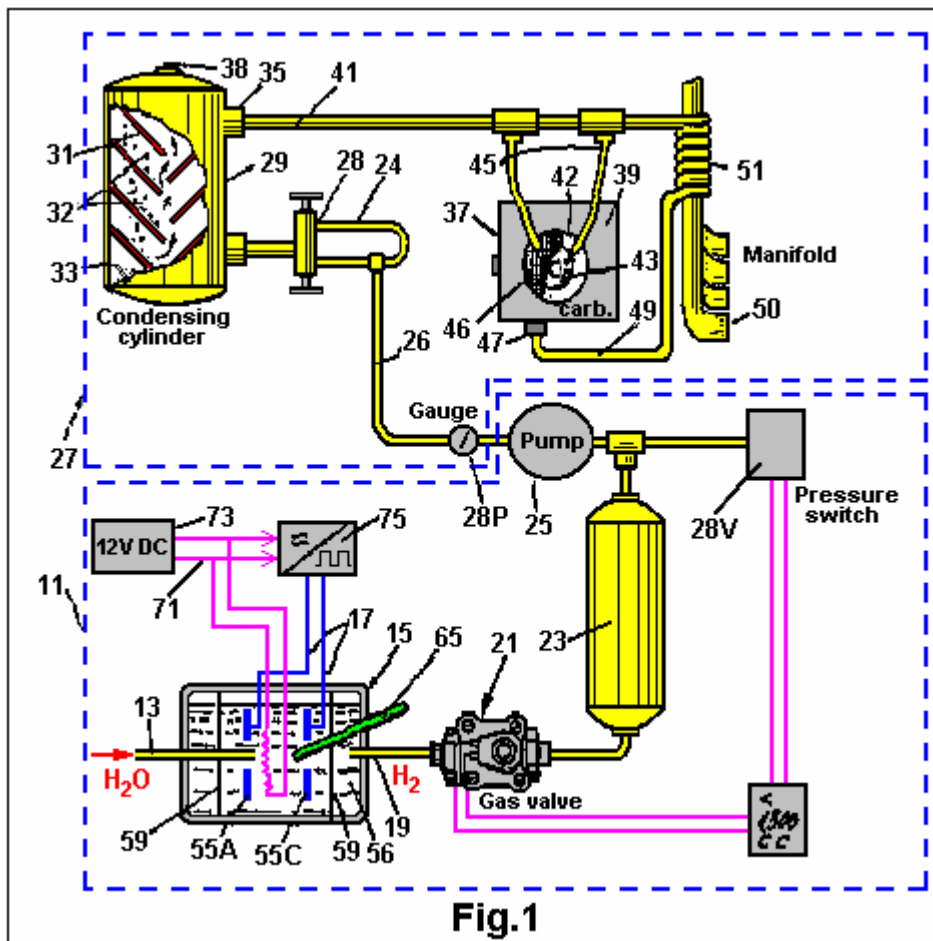 38 35 41
31
32
33
29 28 24
45 42 39
37
51
43
46 carb. 49
47
Manifold
50
Condensing
cylinder
26
27
Gauge
Pump
28P 25
28V
Pressure
switch
73
12V DC
75
71
11
17 15 65
21
23
13
H₂O
H₂
Gas valve
59 55A 55C 59 56 19
Fig.1